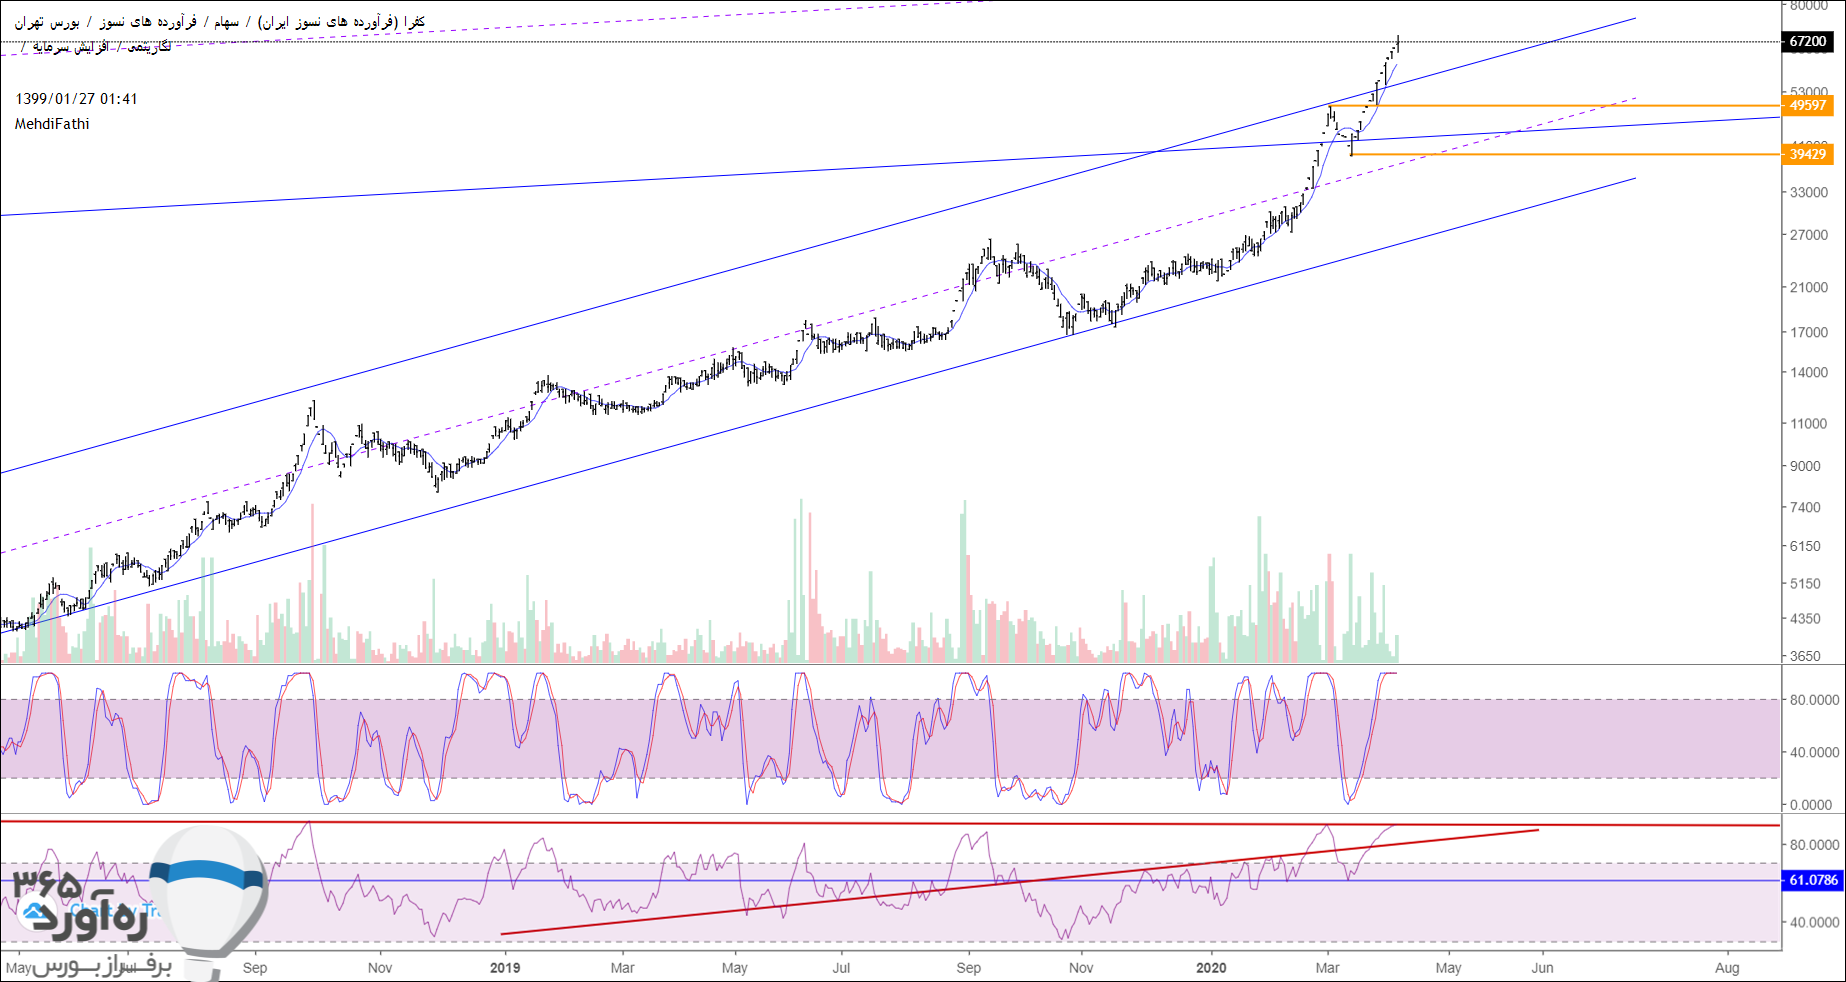 کفرا (فرآورده های نسوز ایران) / سهام / فرآورده های نسوز / بورس تهران
لگاریتمی / افزایش سرمایه /
1399/01/27 01:41
MehdiFathi
80000
67200
53000
49597
39429
33000
27000
21000
17000
14000
11000
9000
7400
6150
5150
4350
3650
80.0000
40.0000
0.0000
80.0000
61.0786
40.0000
۳۶۵
ره‌آورد
برفراز بورس
May
Jul
Sep
Nov
2019
Mar
May
Jul
Sep
Nov
2020
Mar
May
Jun
Aug